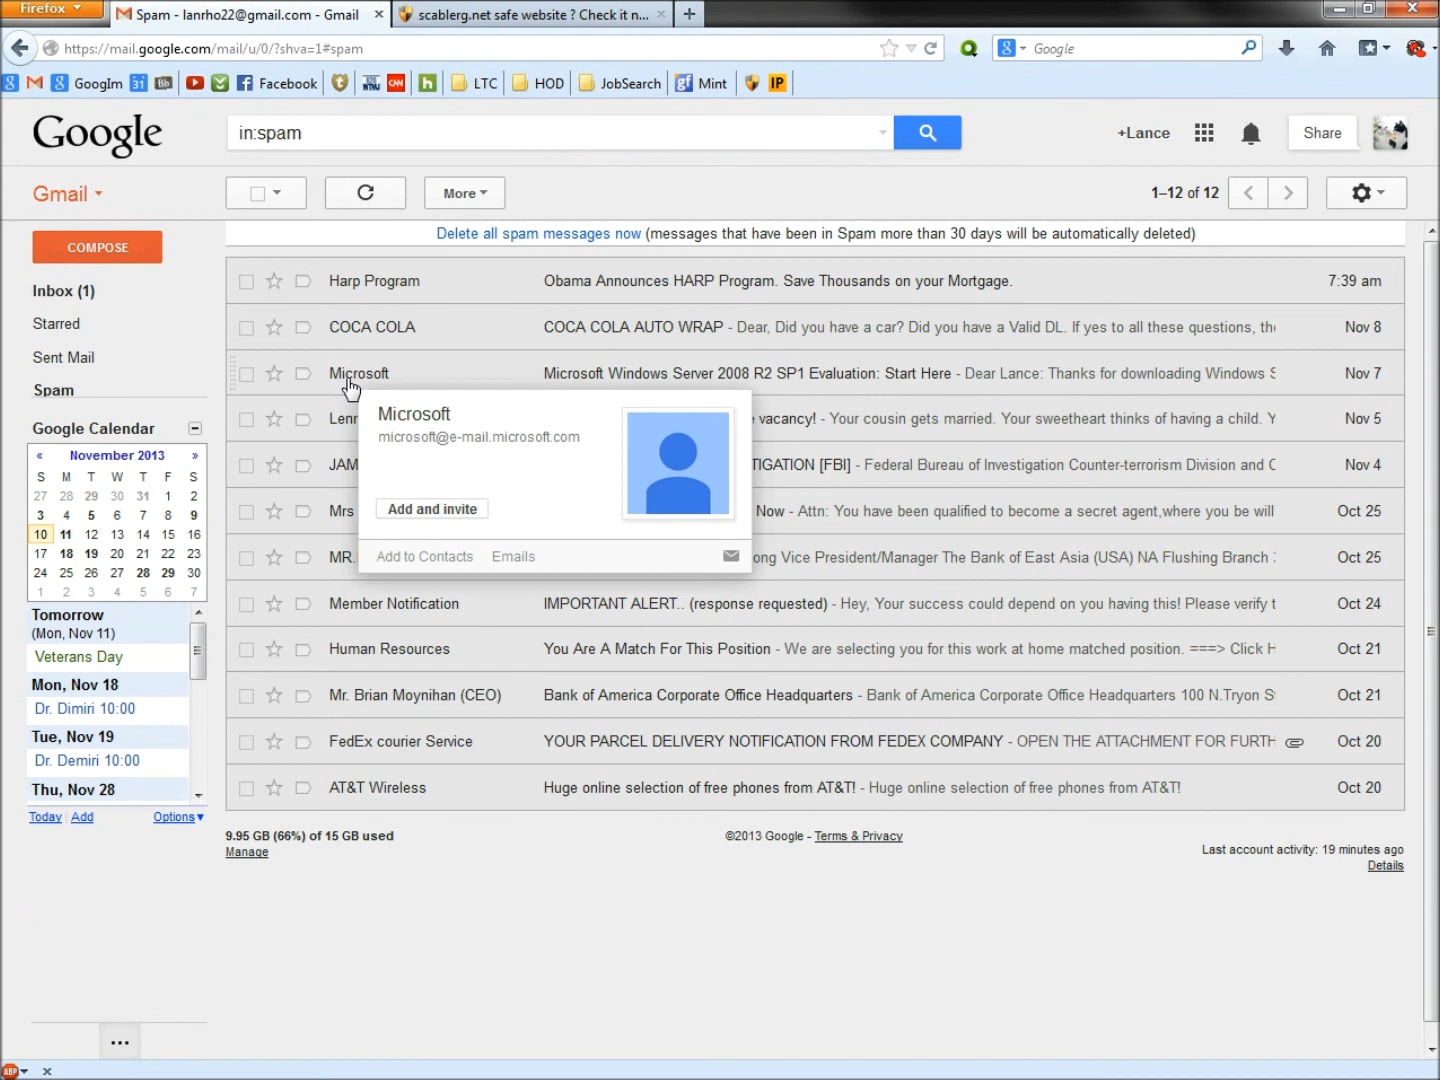 Firefox
Spam - lanrho22@gmail.com - Gmail
scablerg.net safe website ? Check it n...
https://mail.google.com/mail/u/0/?shva=1#spam
Google
GoogIm
31
Facebook
CNN
h
LTC
HOD
JobSearch
gf Mint
IP
Google
in:spam
+Lance
Share
Gmail
More
1–12 of 12
COMPOSE
Delete all spam messages now (messages that have been in Spam more than 30 days will be automatically deleted)
Inbox (1)
Starred
Sent Mail
Spam
Harp Program Obama Announces HARP Program. Save Thousands on your Mortgage. 7:39 am
COCA COLA COCA COLA AUTO WRAP - Dear, Did you have a car? Did you have a Valid DL. If yes to all these questions, the Nov 8
Microsoft Microsoft Windows Server 2008 R2 SP1 Evaluation: Start Here - Dear Lance: Thanks for downloading Windows S Nov 7
Lenr vacancy! - Your cousin gets married. Your sweetheart thinks of having a child. Y Nov 5
JAM TIGATION [FBI] - Federal Bureau of Investigation Counter-terrorism Division and C Nov 4
Mrs Now - Attn: You have been qualified to become a secret agent,where you be will Oct 25
MR. ong Vice President/Manager The Bank of East Asia (USA) NA Flushing Branch : Oct 25
Member Notification IMPORTANT ALERT.. (response requested) - Hey, Your success could depend on you having this! Please verify t Oct 24
Human Resources You Are A Match For This Position - We are selecting you for this work at home matched position. ===> Click H Oct 21
Mr. Brian Moynihan (CEO) Bank of America Corporate Office Headquarters - Bank of America Corporate Office Headquarters 100 N.Tryon S Oct 21
FedEx courier Service YOUR PARCEL DELIVERY NOTIFICATION FROM FEDEX COMPANY - OPEN THE ATTACHMENT FOR FURTH Oct 20
AT&T Wireless Huge online selection of free phones from AT&T! - Huge online selection of free phones from AT&T! Oct 20
Microsoft
microsoft@e-mail.microsoft.com
Add and invite
Add to Contacts Emails
Google Calendar
« November 2013 »
S M T W T F S
27 28 29 30 31 1 2
3 4 5 6 7 8 9
10 11 12 13 14 15 16
17 18 19 20 21 22 23
24 25 26 27 28 29 30
1 2 3 4 5 6 7
Tomorrow
(Mon, Nov 11)
Veterans Day
Mon, Nov 18
Dr. Dimiri 10:00
Tue, Nov 19
Dr. Demiri 10:00
Thu, Nov 28
Today Add Options
9.95 GB (66%) of 15 GB used
Manage
©2013 Google - Terms & Privacy
Last account activity: 19 minutes ago
Details
ABP